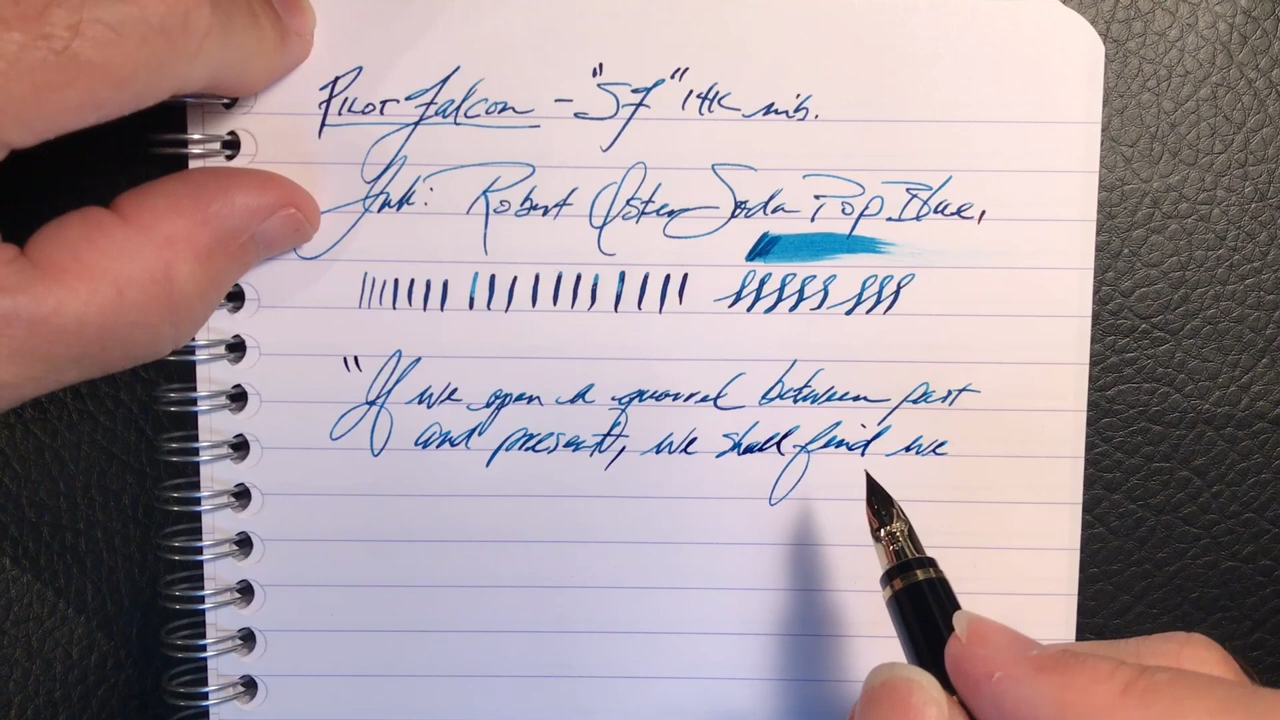 Pilot Falcon - "SF" 14K nib.
Ink: Robert Oster Soda Pop Blue.
"If we open a quarrel between past
and present, we shall find we